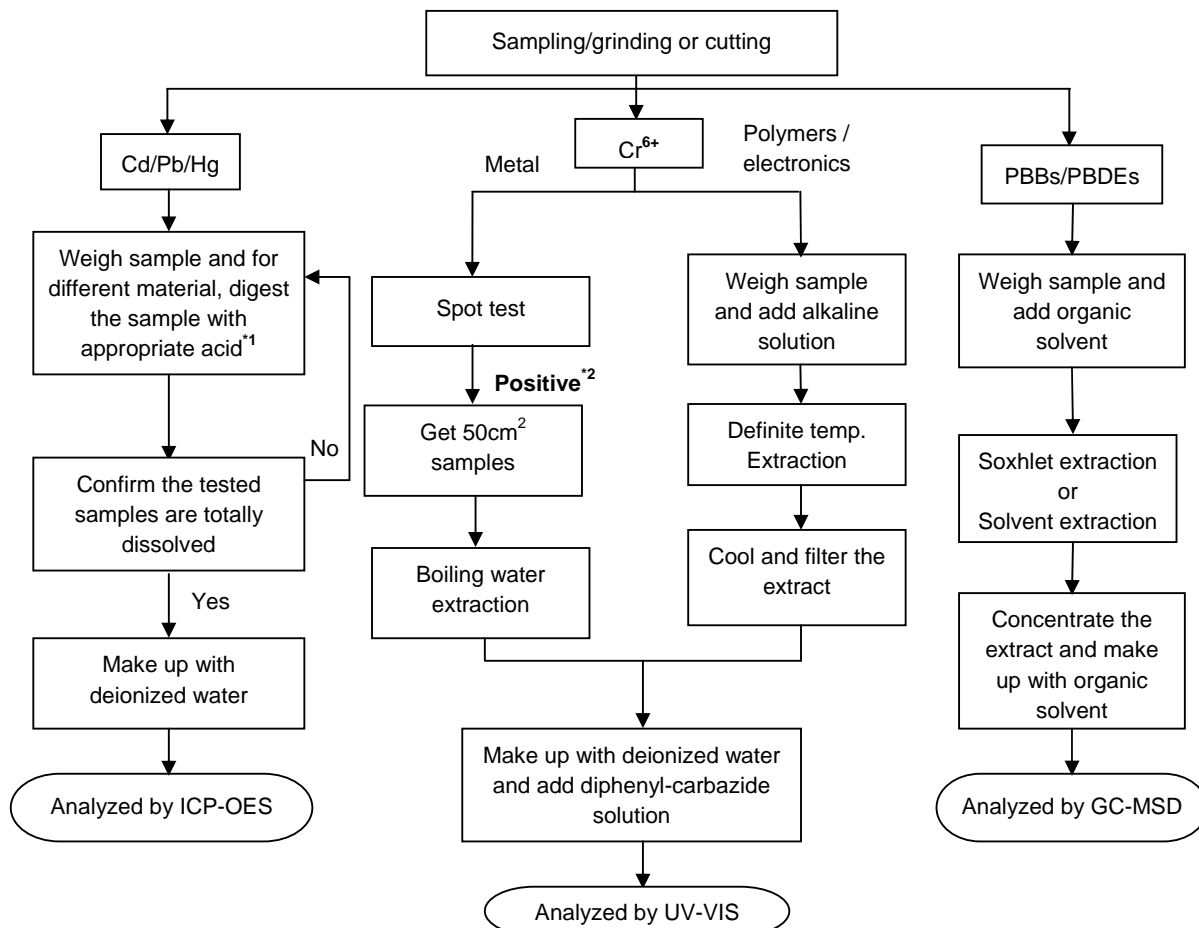 Sampling/grinding or cutting
Cd/Pb/Hg
Weigh sample and for
different material, digest
the sample with
appropriate acid*1
No
Confirm the tested
samples are totally
dissolved
Yes
Make up with
deionized water
Analyzed by ICP-OES
Cr6+
Metal
Spot test
Positive*2
Get 50cm2
samples
Boiling water
extraction
Polymers /
electronics
Weigh sample
and add alkaline
solution
Definite temp.
Extraction
Cool and filter the
extract
Make up with deionized water
and add diphenyl-carbazide
solution
Analyzed by UV-VIS
PBBs/PBDEs
Weigh sample and
add organic
solvent
Soxhlet extraction
or
Solvent extraction
Concentrate the
extract and make
up with organic
solvent
Analyzed by GC-MSD